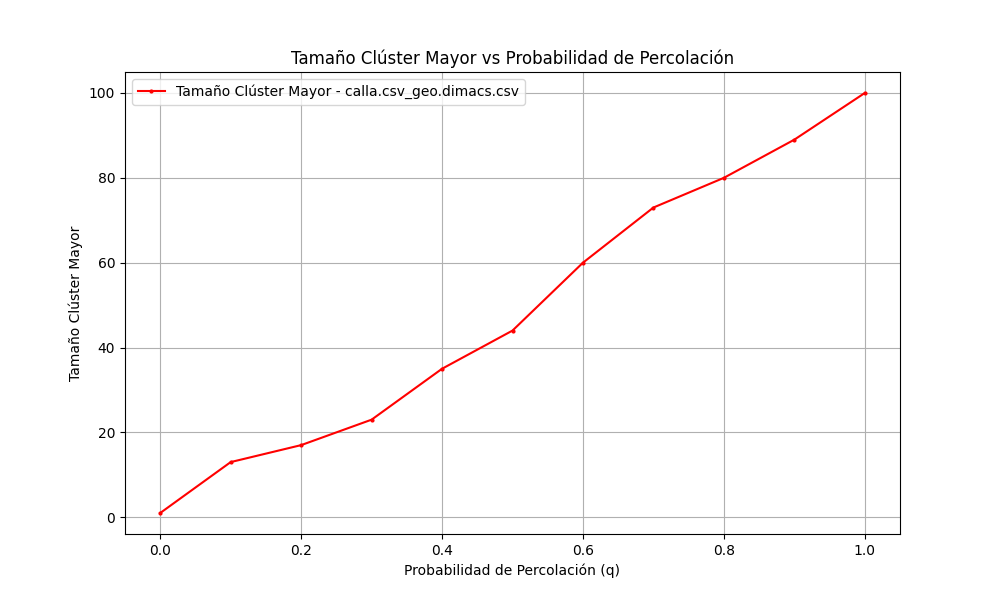 Tamaño Clúster Mayor vs Probabilidad de Percolación
Tamaño Clúster Mayor - calla.csv_geo.dimacs.csv
100
80
60
40
20
0
Tamaño Clúster Mayor
0.0 0.2 0.4 0.6 0.8 1.0
Probabilidad de Percolación (q)